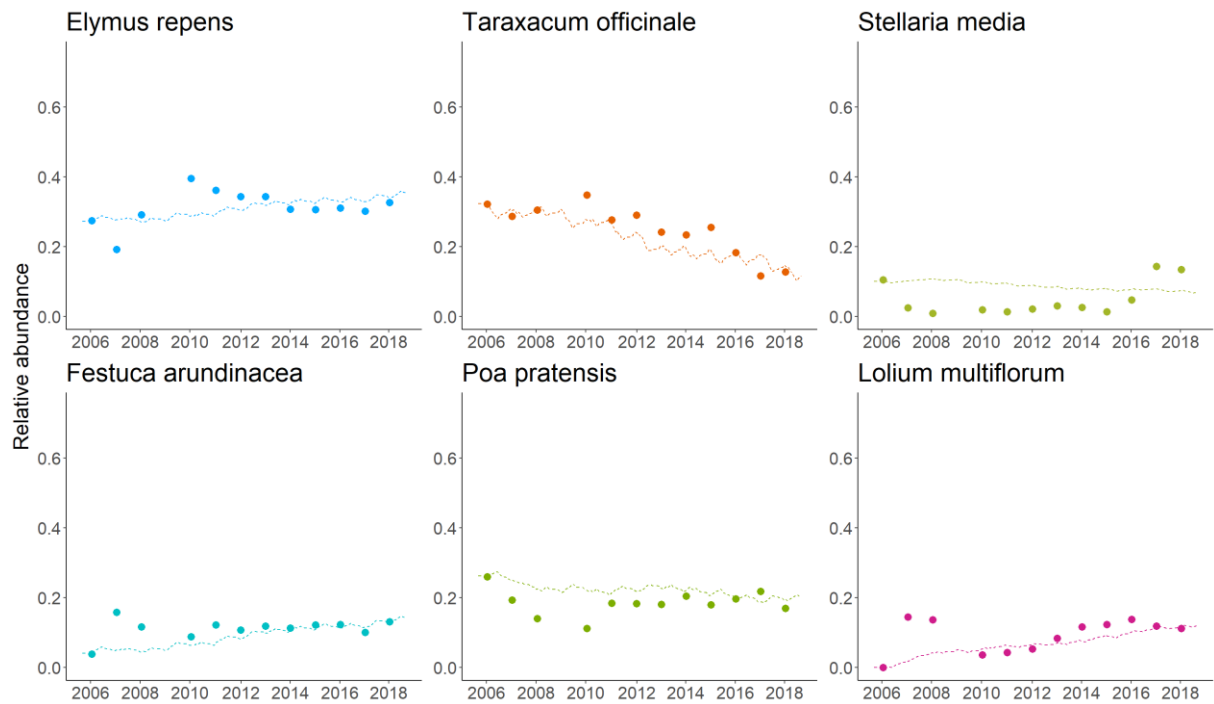 Elymus repens
Taraxacum officinale
Stellaria media
0.6
0.4
0.2
0.0
2006 2008 2010 2012 2014 2016 2018
0.6
0.4
0.2
0.0
2006 2008 2010 2012 2014 2016 2018
0.6
0.4
0.2
0.0
2006 2008 2010 2012 2014 2016 2018
Relative abundance
Festuca arundinacea
Poa pratensis
Lolium multiflorum
0.6
0.4
0.2
0.0
2006 2008 2010 2012 2014 2016 2018
0.6
0.4
0.2
0.0
2006 2008 2010 2012 2014 2016 2018
0.6
0.4
0.2
0.0
2006 2008 2010 2012 2014 2016 2018